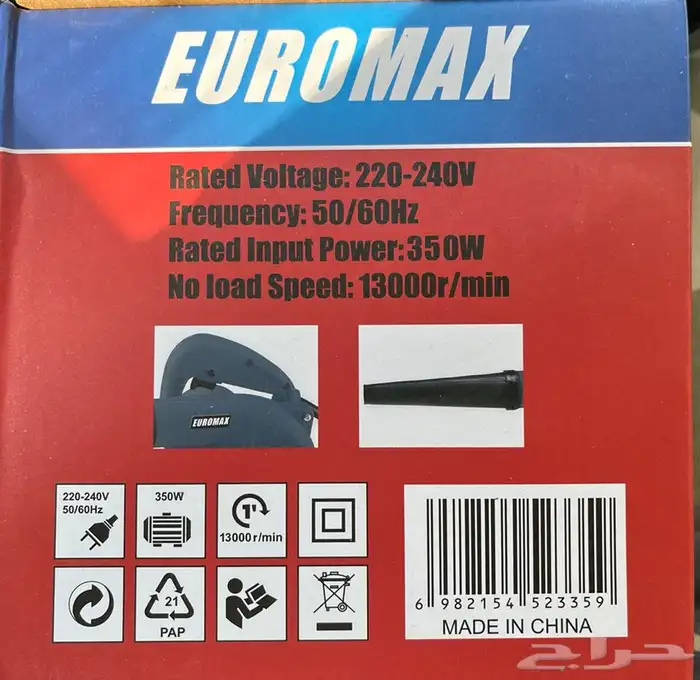 EUROMAX
Rated Voltage: 220-240V
Frequency: 50/60Hz
Rated Input Power:350W
No load Speed: 13000r/min
EUROMAX
220-240V
50/60Hz
350W
1
13000 r/min
21
PAP
6 982154 523359
MADE IN CHINA
حراج